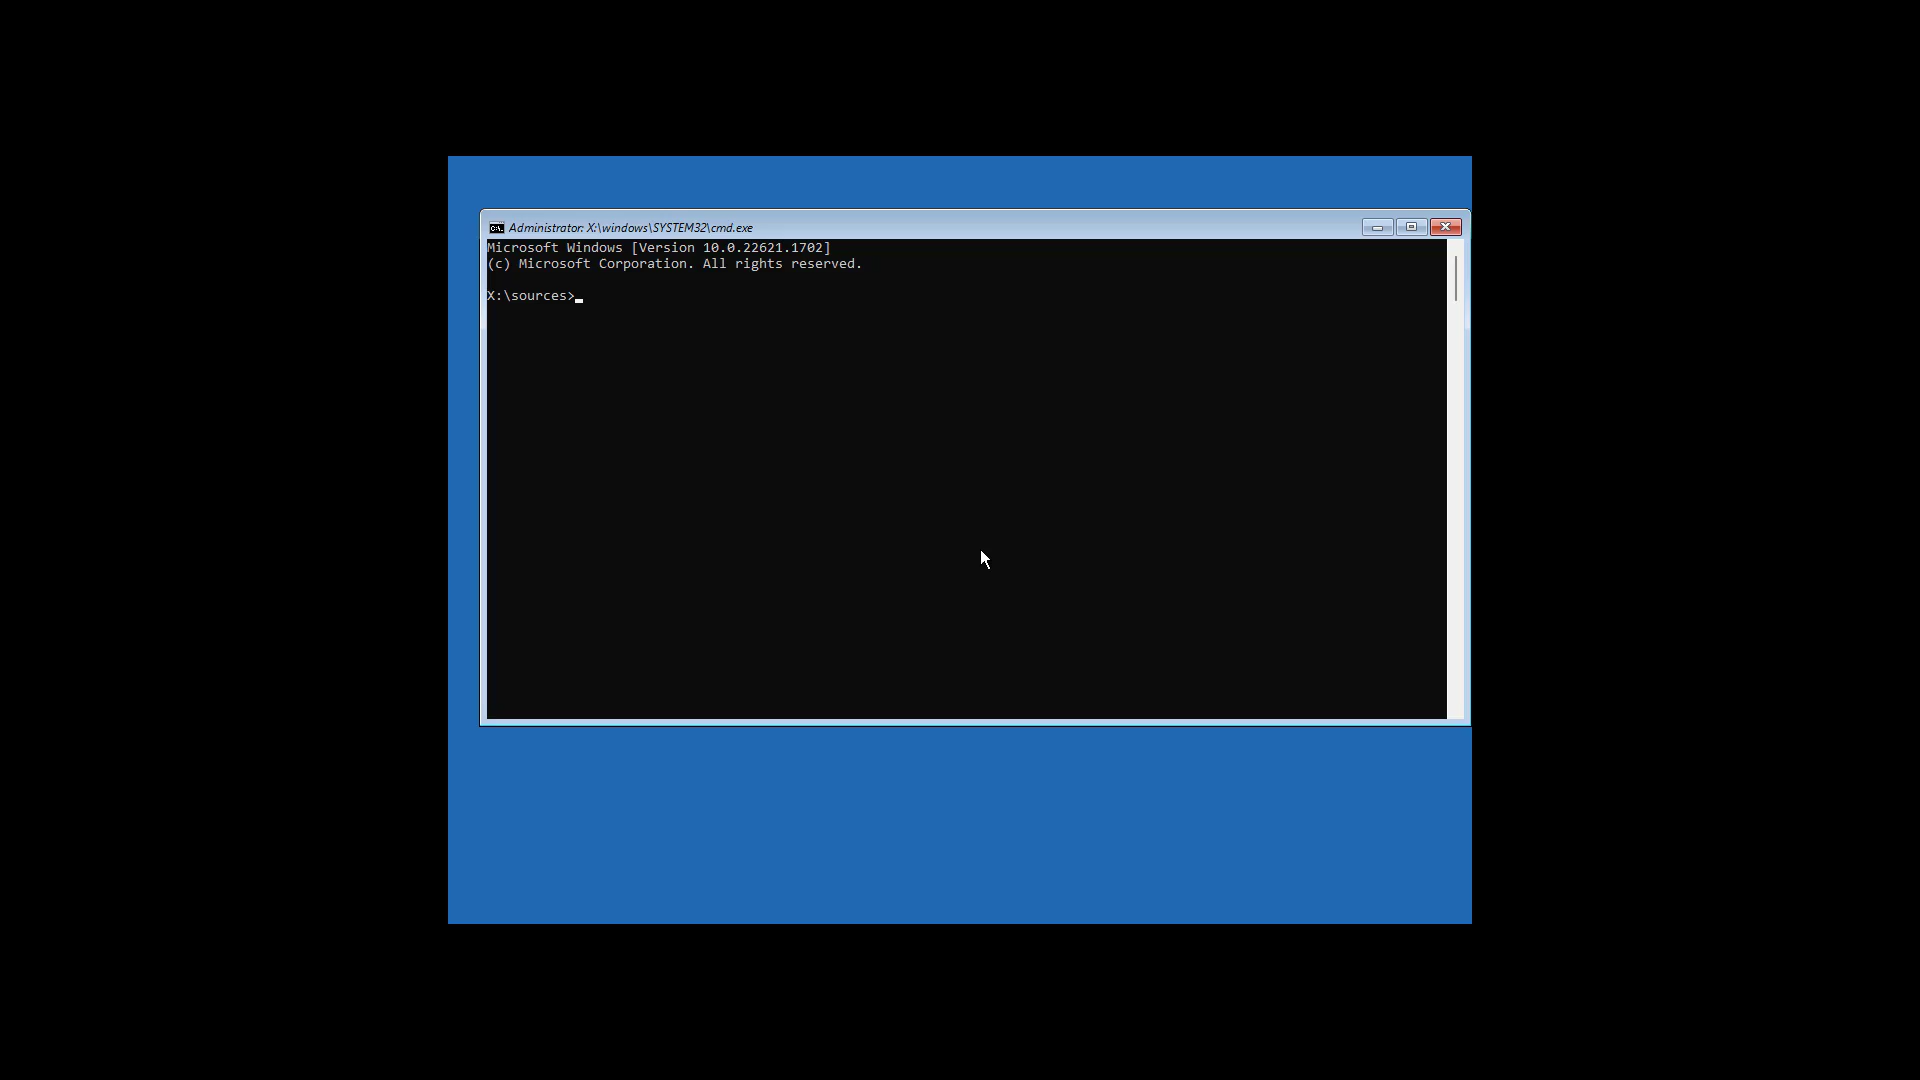 Administrator: X:\windows\SYSTEM32\cmd.exe
Microsoft Windows [Version 10.0.22621.1702]
(c) Microsoft Corporation. All rights reserved.
X:\sources>